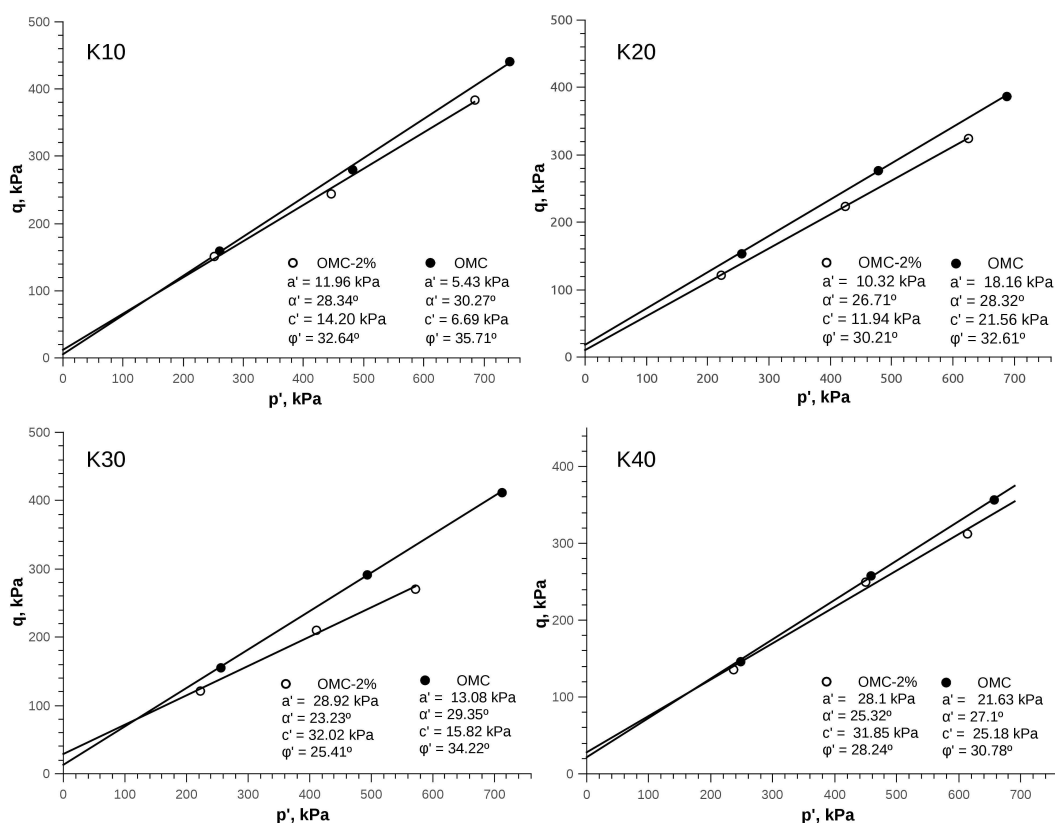 K10
500
400
300
200
100
0
q, kPa
OMC-2%
OMC
a' = 11.96 kPa
a' = 5.43 kPa
α' = 28.34º
α' = 30.27º
c' = 14.20 kPa
c' = 6.69 kPa
φ' = 32.64º
φ' = 35.71º
0 100 200 300 400 500 600 700
p', kPa
K20
500
400
300
200
100
0
q, kPa
OMC-2%
OMC
a' = 10.32 kPa
a' = 18.16 kPa
α' = 26.71º
α' = 28.32º
c' = 11.94 kPa
c' = 21.56 kPa
φ' = 30.21º
φ' = 32.61º
0 100 200 300 400 500 600 700
p', kPa
K30
500
400
300
200
100
0
q, kPa
OMC-2%
OMC
a' = 28.92 kPa
a' = 13.08 kPa
α' = 23.23º
α' = 29.35º
c' = 32.02 kPa
c' = 15.82 kPa
φ' = 25.41º
φ' = 34.22º
0 100 200 300 400 500 600 700
p', kPa
K40
400
300
200
100
0
q, kPa
OMC-2%
OMC
a' = 28.1 kPa
a' = 21.63 kPa
α' = 25.32º
α' = 27.1º
c' = 31.85 kPa
c' = 25.18 kPa
φ' = 28.24º
φ' = 30.78º
0 100 200 300 400 500 600 700
p', kPa